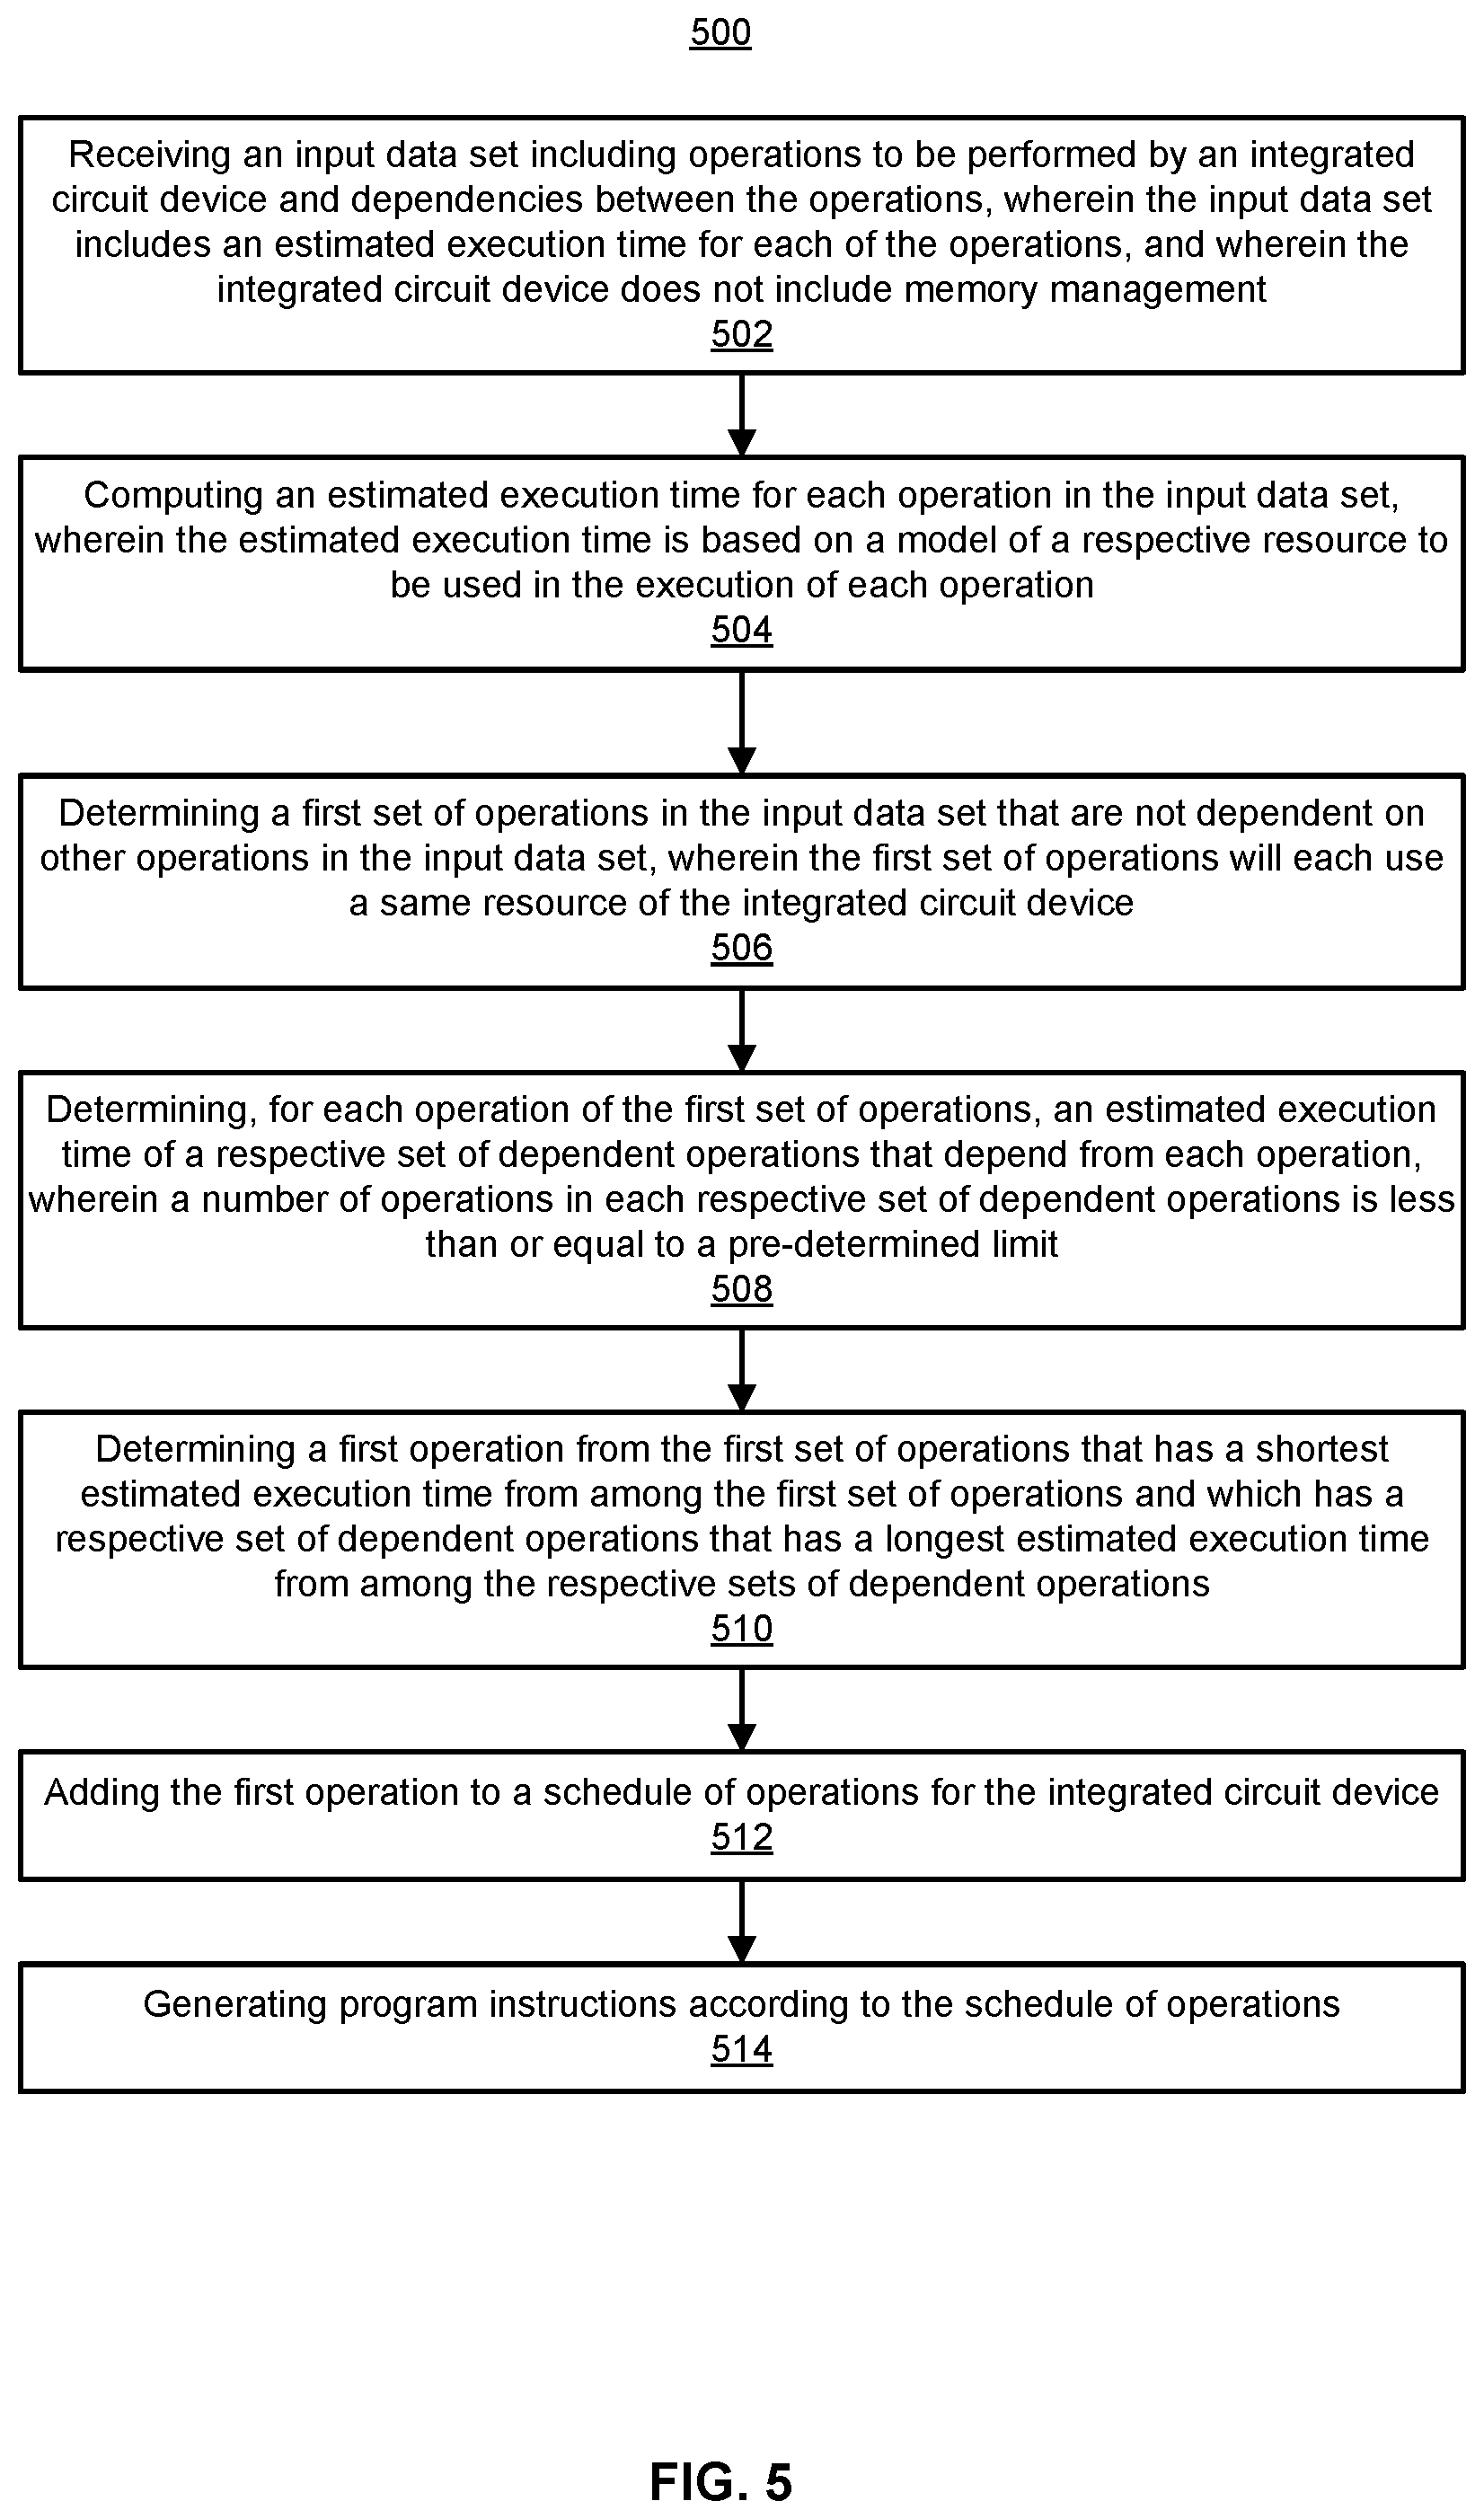 500
Receiving an input data set including operations to be performed by an integrated
circuit device and dependencies between the operations, wherein the input data set
includes an estimated execution time for each of the operations, and wherein the
integrated circuit device does not include memory management
502
Computing an estimated execution time for each operation in the input data set,
wherein the estimated execution time is based on a model of a respective resource to
be used in the execution of each operation
504
Determining a first set of operations in the input data set that are not dependent on
other operations in the input data set, wherein the first set of operations will each use
a same resource of the integrated circuit device
506
Determining, for each operation of the first set of operations, an estimated execution
time of a respective set of dependent operations that depend from each operation,
wherein a number of operations in each respective set of dependent operations is less
than or equal to a pre-determined limit
508
Determining a first operation from the first set of operations that has a shortest
estimated execution time from among the first set of operations and which has a
respective set of dependent operations that has a longest estimated execution time
from among the respective sets of dependent operations
510
Adding the first operation to a schedule of operations for the integrated circuit device
512
Generating program instructions according to the schedule of operations
514
FIG. 5